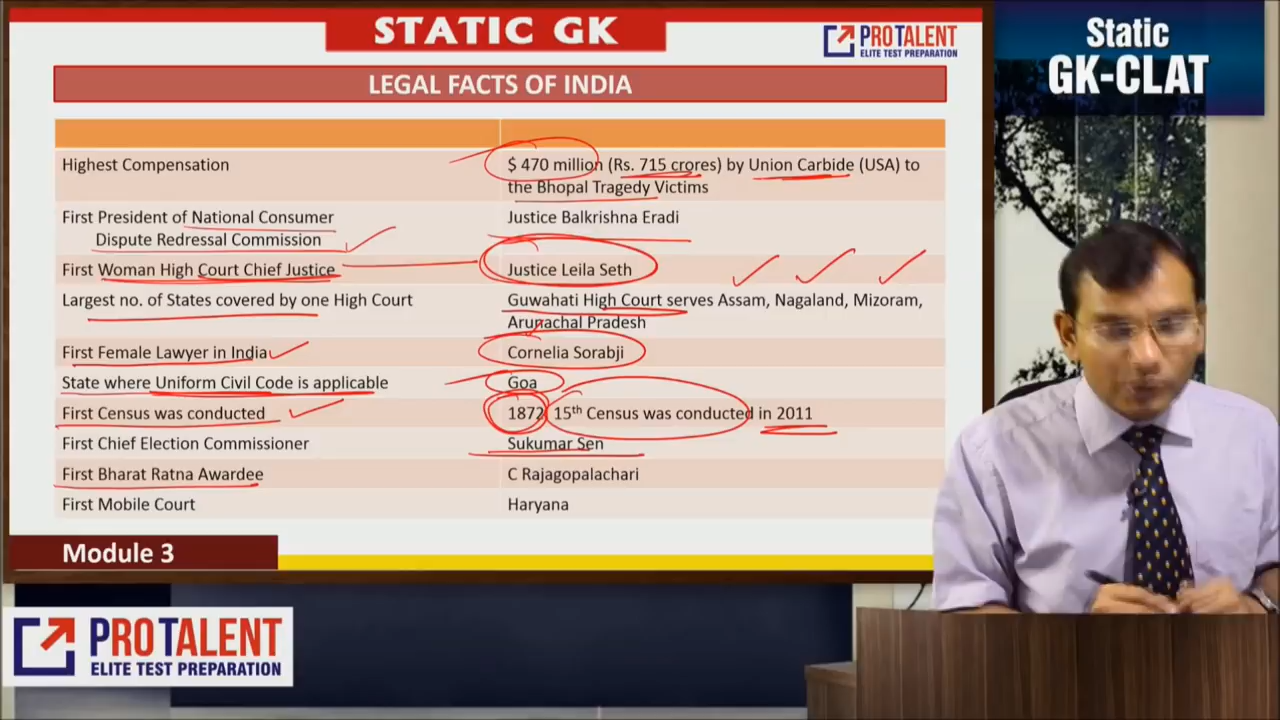 STATIC GK
PROTALENT
ELITE TEST PREPARATION
Static
GK-CLAT
LEGAL FACTS OF INDIA
Highest Compensation
$ 470 million (Rs. 715 crores) by Union Carbide (USA) to
the Bhopal Tragedy Victims
First President of National Consumer
Dispute Redressal Commission
Justice Balkrishna Eradi
First Woman High Court Chief Justice
Justice Leila Seth
Largest no. of States covered by one High Court
Guwahati High Court serves Assam, Nagaland, Mizoram,
Arunachal Pradesh
First Female Lawyer in India
Cornelia Sorabji
State where Uniform Civil Code is applicable
Goa
First Census was conducted
1872 15th Census was conducted in 2011
First Chief Election Commissioner
Sukumar Sen
First Bharat Ratna Awardee
C Rajagopalachari
First Mobile Court
Haryana
Module 3
PROTALENT
ELITE TEST PREPARATION